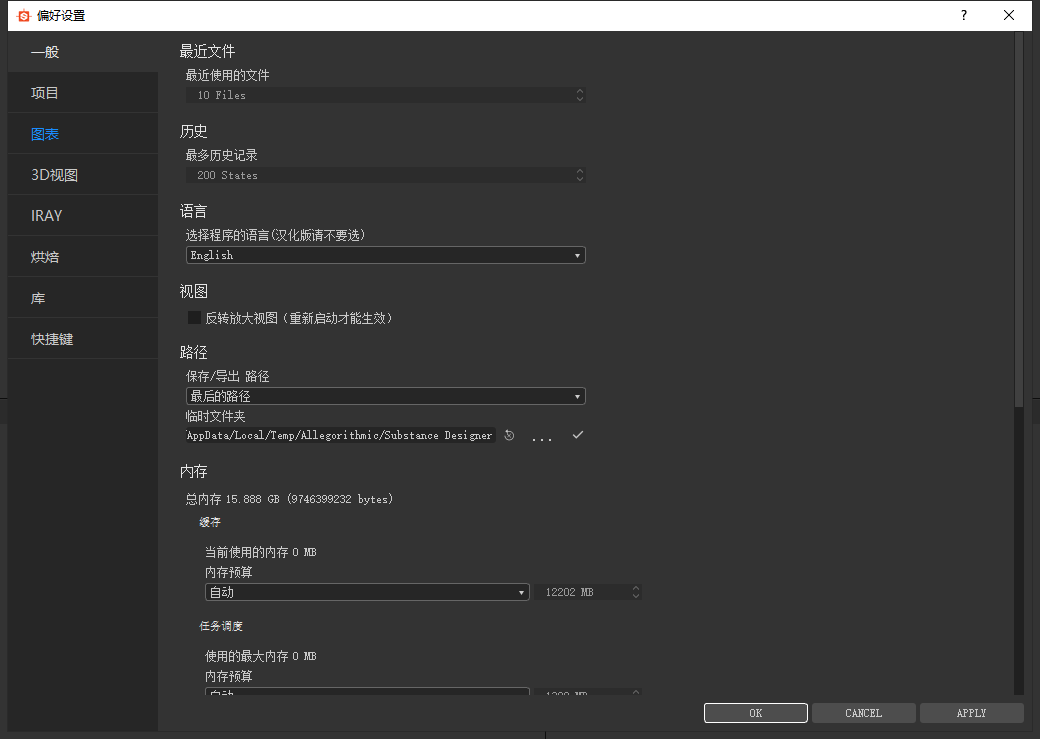 偏好设置
?
一般
项目
图表
3D视图
IRAY
烘焙
库
快捷键
最近文件
最近使用的文件
10 Files
历史
最多历史记录
200 States
语言
选择程序的语言(汉化版请不要选)
English
视图
反转放大视图（重新启动才能生效）
路径
保存/导出 路径
最后的路径
临时文件夹
AppData/Local/Temp/Allegorithmic/Substance Designer
...
内存
总内存 15.888 GB (9746399232 bytes)
缓存
当前使用的内存 0 MB
内存预算
自动 12202 MB
任务调度
使用的最大内存 0 MB
内存预算
自动
OK CANCEL APPLY